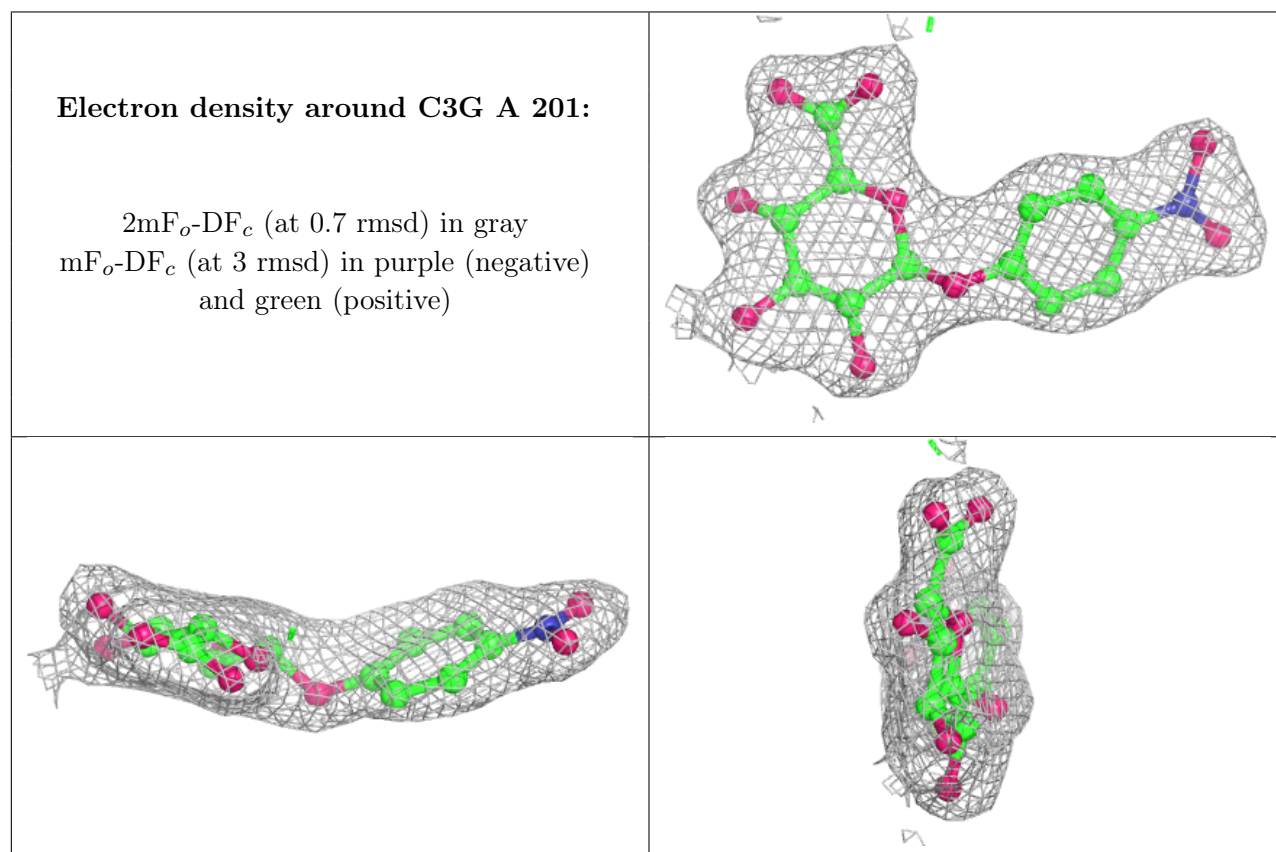 Electron density around C3G A 201:
2mFo-DFc (at 0.7 rmsd) in gray
mFo-DFc (at 3 rmsd) in purple (negative)
and green (positive)